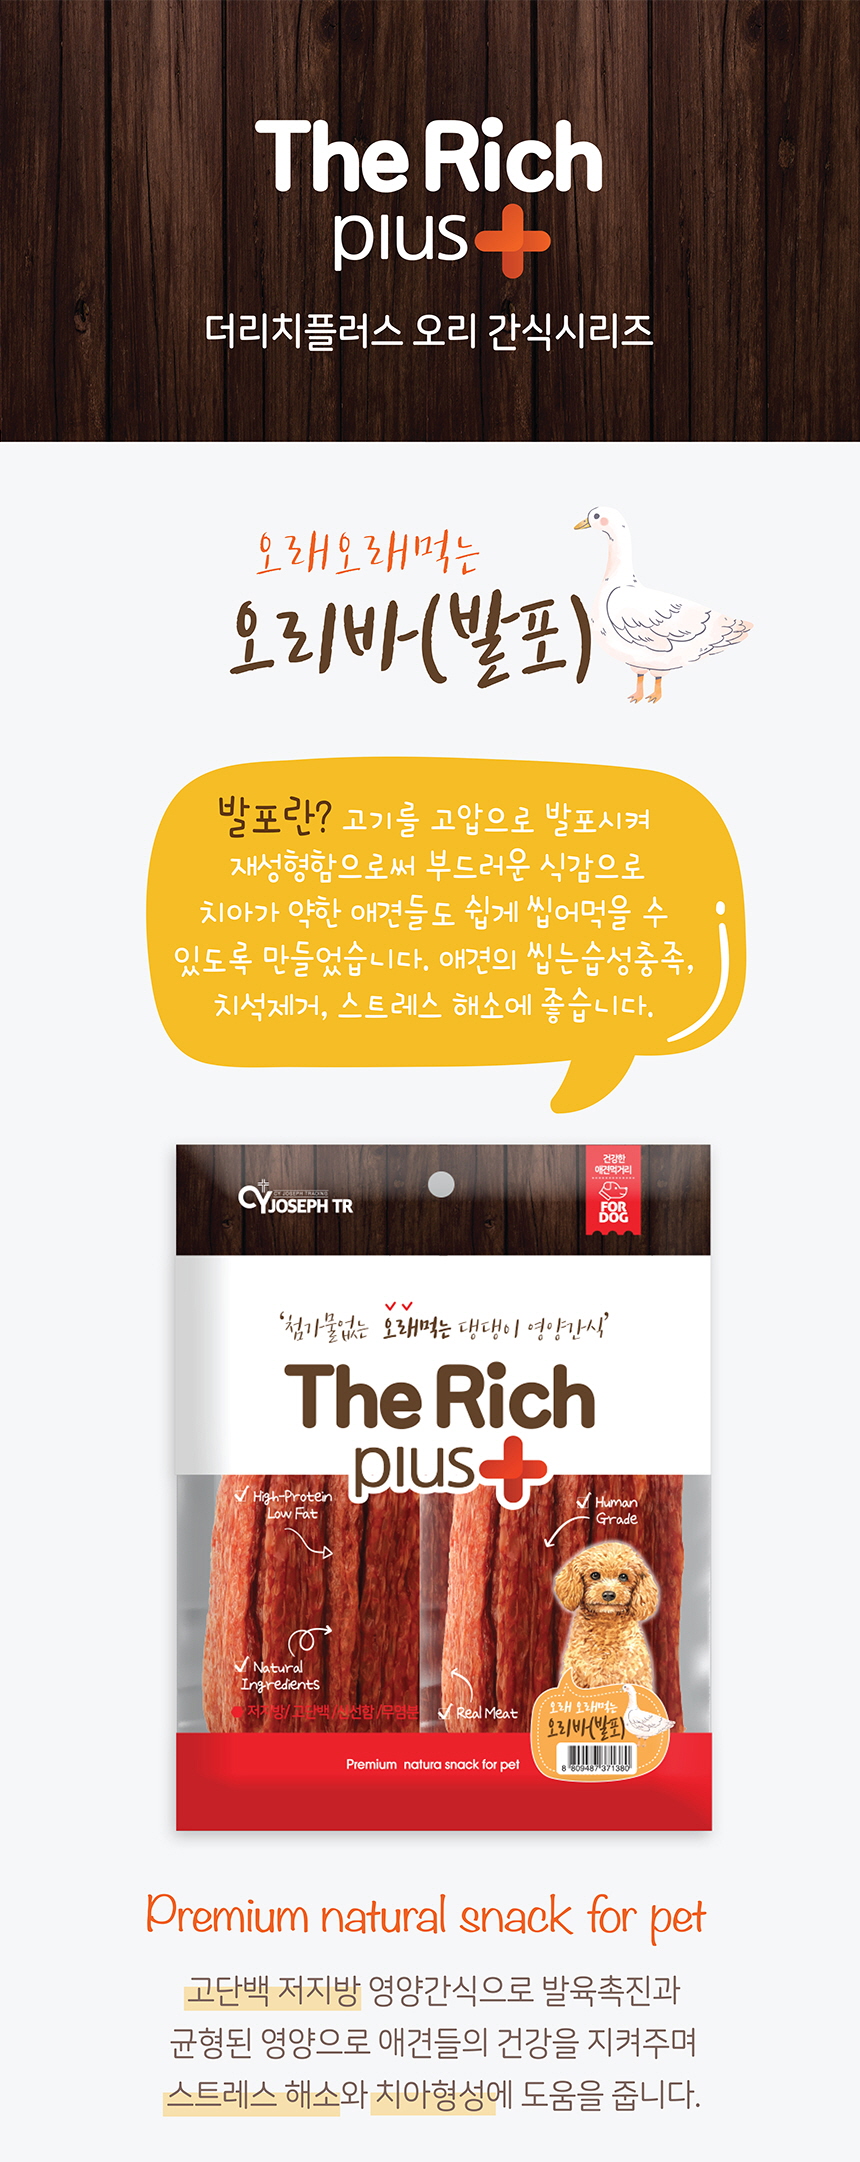 The Rich
plus+
더리치플러스 오리 간식시리즈
오래오래먹는
오리바(발포)
발포란? 고기를 고압으로 발포시켜
재성형함으로써 부드러운 식감으로
치아가 약한 애견들도 쉽게 씹어먹을 수
있도록 만들었습니다. 애견의 씹는습성충족,
치석제거, 스트레스 해소에 좋습니다.
건강한
애견먹거리
FOR
DOG
CY JOSEPH TRADING
CY JOSEPH TR
'첨가물없는 오래먹는 댕댕이 영양간식'
The Rich
plus+
High-Protein
Low Fat
Human
Grade
Natural
Ingredients
저지방/고단백/신선함/무염분
Real Meat
오래 오래먹는
오리바(발포)
8 809487 371380
Premium natura snack for pet
Premium natural snack for pet
고단백 저지방 영양간식으로 발육촉진과
균형된 영양으로 애견들의 건강을 지켜주며
스트레스 해소와 치아형성에 도움을 줍니다.